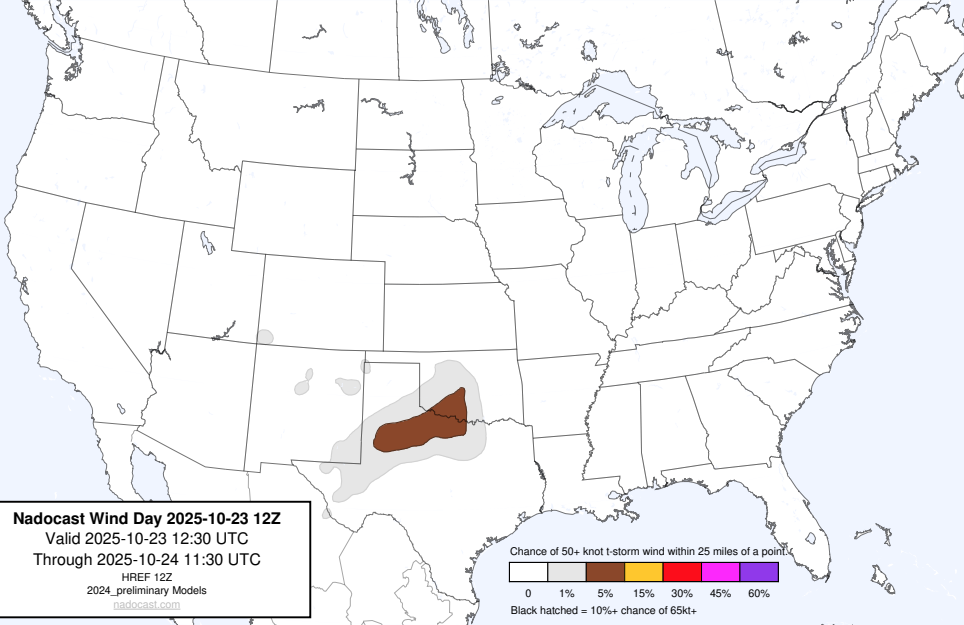 Nadocast Wind Day 2025-10-23 12Z
Valid 2025-10-23 12:30 UTC
Through 2025-10-24 11:30 UTC
HREF 12Z
2024_preliminary Models
nadocast.com
Chance of 50+ knot t-storm wind within 25 miles of a point.
0 1% 5% 15% 30% 45% 60%
Black hatched = 10%+ chance of 65kt+